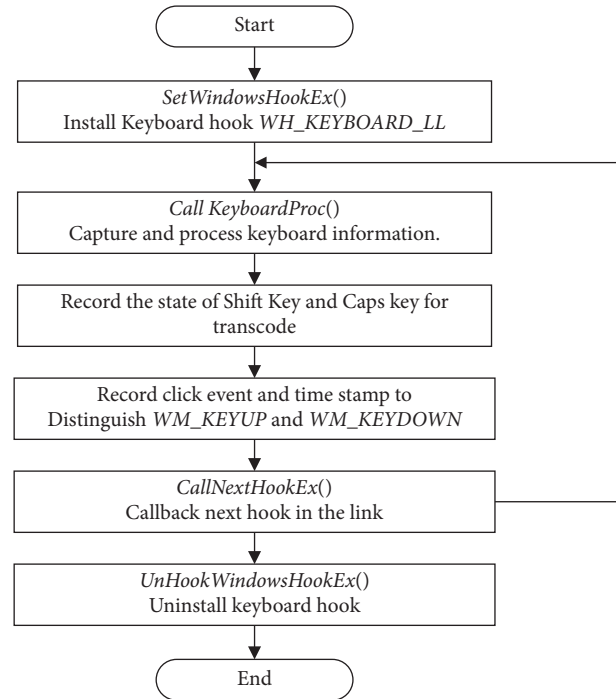 Start
SetWindowsHookEx()
Install Keyboard hook WH_KEYBOARD_LL
Call KeyboardProc()
Capture and process keyboard information.
Record the state of Shift Key and Caps key for
transcode
Record click event and time stamp to
Distinguish WM_KEYUP and WM_KEYDOWN
CallNextHookEx()
Callback next hook in the link
UnHookWindowsHookEx()
Uninstall keyboard hook
End